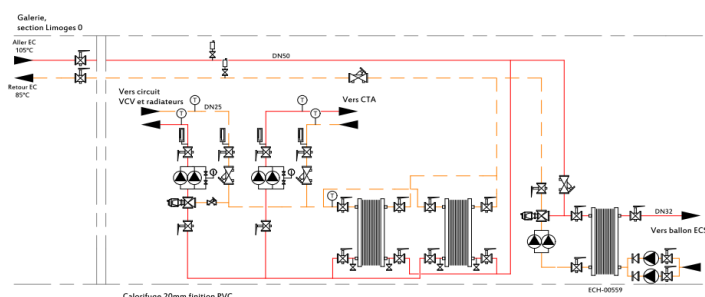 Galerie,
section Limoges 0
Aller EC
105°C
DN50
Retour EC
85°C
Vers circuit
VCV et radiateurs
T
DN25
T
T
T
Vers CTA
T
DN32
Vers ballon ECS
ECH-00559
Calorifuge 20mm finition PVC